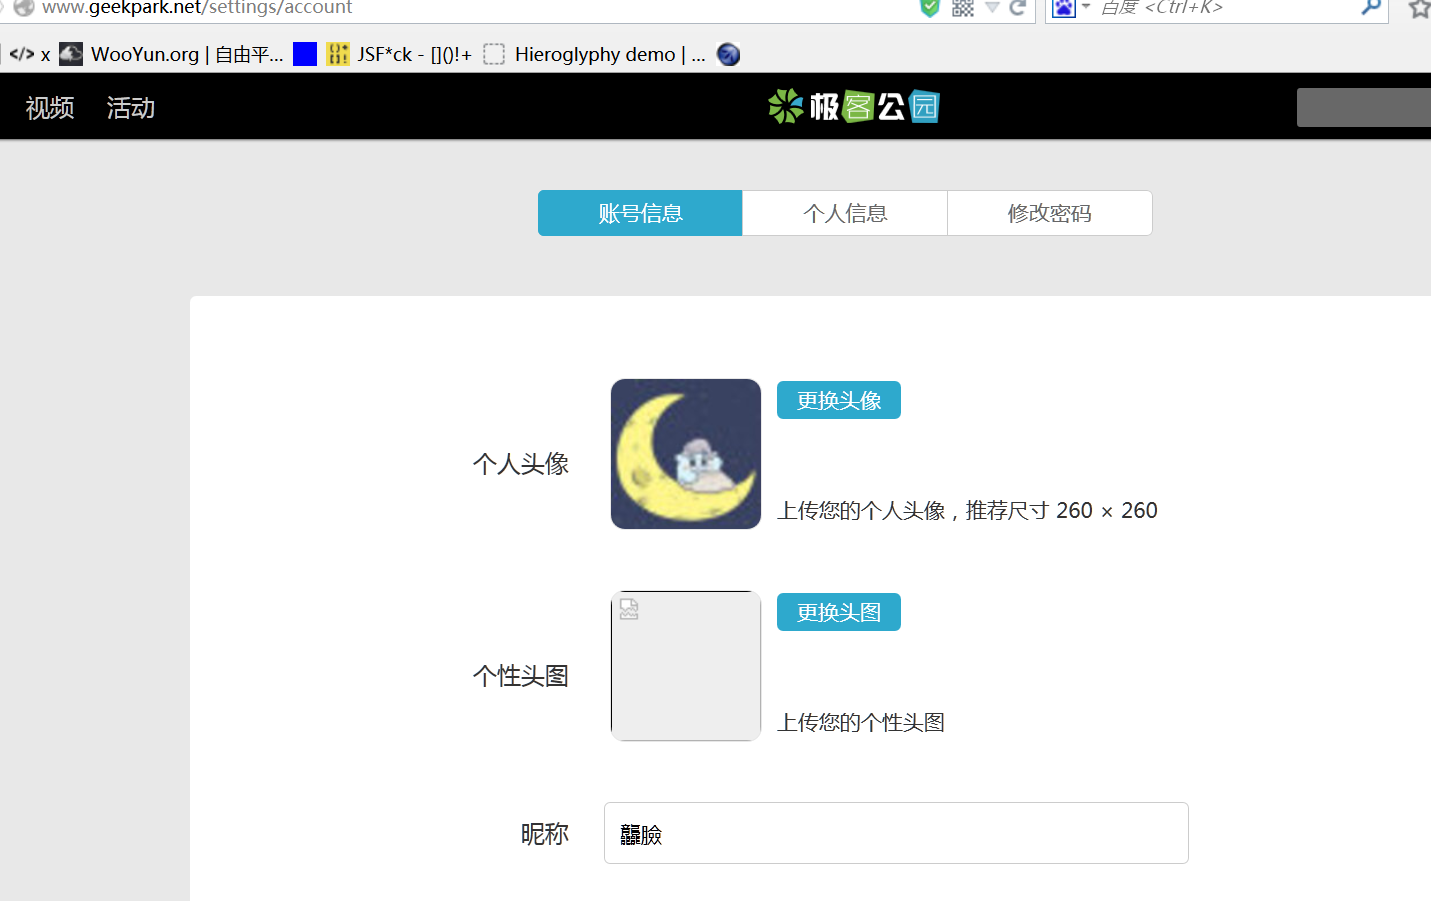 www.geekpark.net/settings/account
百度 <Ctrl+K>
</> x WooYun.org | 自由平... JSF*ck - []()!+ Hieroglyphy demo | ...
视频 活动 极客公园
账号信息 个人信息 修改密码
更换头像
个人头像
上传您的个人头像，推荐尺寸 260 × 260
更换头图
个性头图
上传您的个性头图
昵称